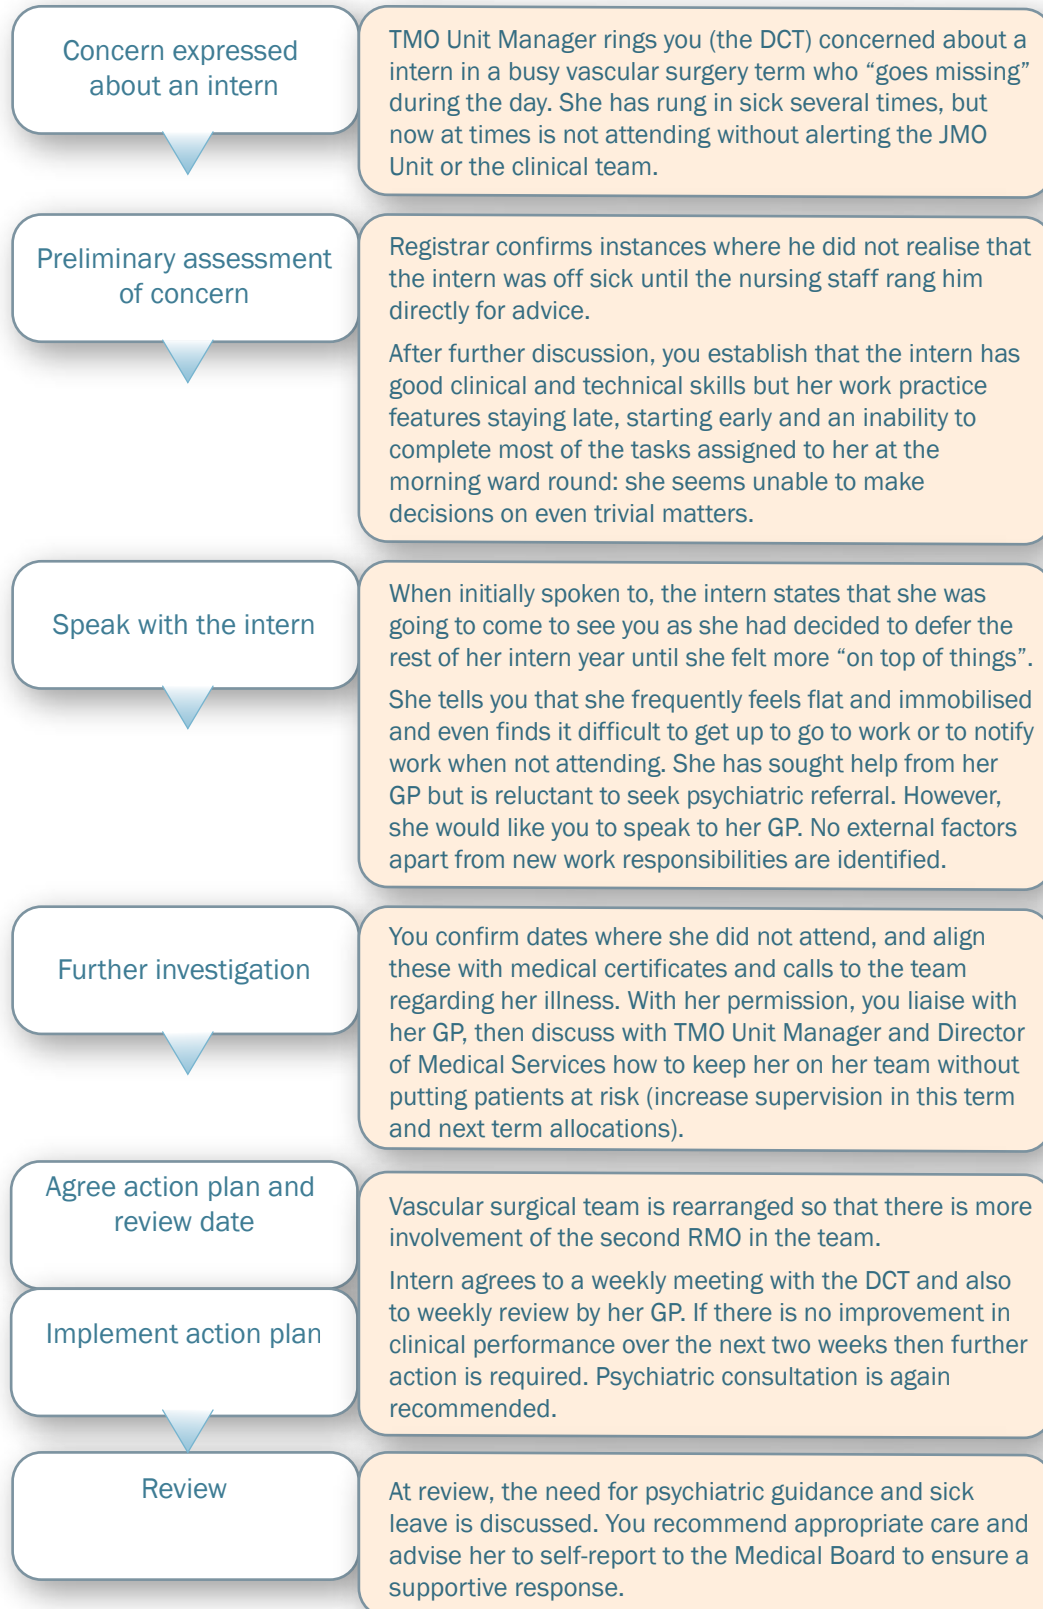 Concern expressed
about an intern
TMO Unit Manager rings you (the DCT) concerned about a
intern in a busy vascular surgery term who “goes missing”
during the day. She has rung in sick several times, but
now at times is not attending without alerting the JMO
Unit or the clinical team.
Preliminary assessment
of concern
Registrar confirms instances where he did not realise that
the intern was off sick until the nursing staff rang him
directly for advice.
After further discussion, you establish that the intern has
good clinical and technical skills but her work practice
features staying late, starting early and an inability to
complete most of the tasks assigned to her at the
morning ward round: she seems unable to make
decisions on even trivial matters.
Speak with the intern
When initially spoken to, the intern states that she was
going to come to see you as she had decided to defer the
rest of her intern year until she felt more “on top of things”.
She tells you that she frequently feels flat and immobilised
and even finds it difficult to get up to go to work or to notify
work when not attending. She has sought help from her
GP but is reluctant to seek psychiatric referral. However,
she would like you to speak to her GP. No external factors
apart from new work responsibilities are identified.
Further investigation
You confirm dates where she did not attend, and align
these with medical certificates and calls to the team
regarding her illness. With her permission, you liaise with
her GP, then discuss with TMO Unit Manager and Director
of Medical Services how to keep her on her team without
putting patients at risk (increase supervision in this term
and next term allocations).
Agree action plan and
review date
Implement action plan
Vascular surgical team is rearranged so that there is more
involvement of the second RMO in the team.
Intern agrees to a weekly meeting with the DCT and also
to weekly review by her GP. If there is no improvement in
clinical performance over the next two weeks then further
action is required. Psychiatric consultation is again
recommended.
Review
At review, the need for psychiatric guidance and sick
leave is discussed. You recommend appropriate care and
advise her to self-report to the Medical Board to ensure a
supportive response.